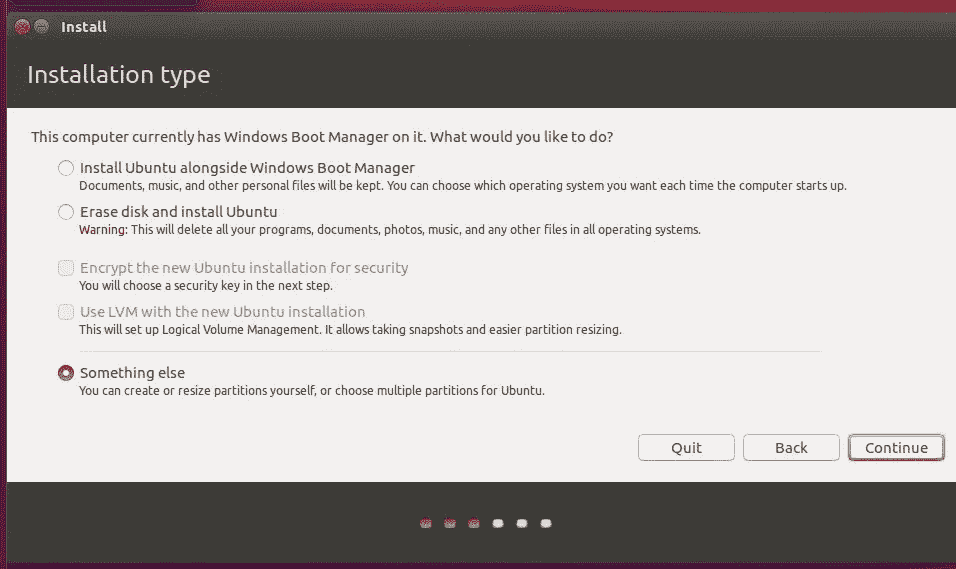 Install
Installation type
This computer currently has Windows Boot Manager on it. What would you like to do?
Install Ubuntu alongside Windows Boot Manager
Documents, music, and other personal files will be kept. You can choose which operating system you want each time the computer starts up.
Erase disk and install Ubuntu
Warning: This will delete all your programs, documents, photos, music, and any other files in all operating systems.
Encrypt the new Ubuntu installation for security
You will choose a security key in the next step.
Use LVM with the new Ubuntu installation
This will set up Logical Volume Management. It allows taking snapshots and easier partition resizing.
Something else
You can create or resize partitions yourself, or choose multiple partitions for Ubuntu.
Quit Back Continue